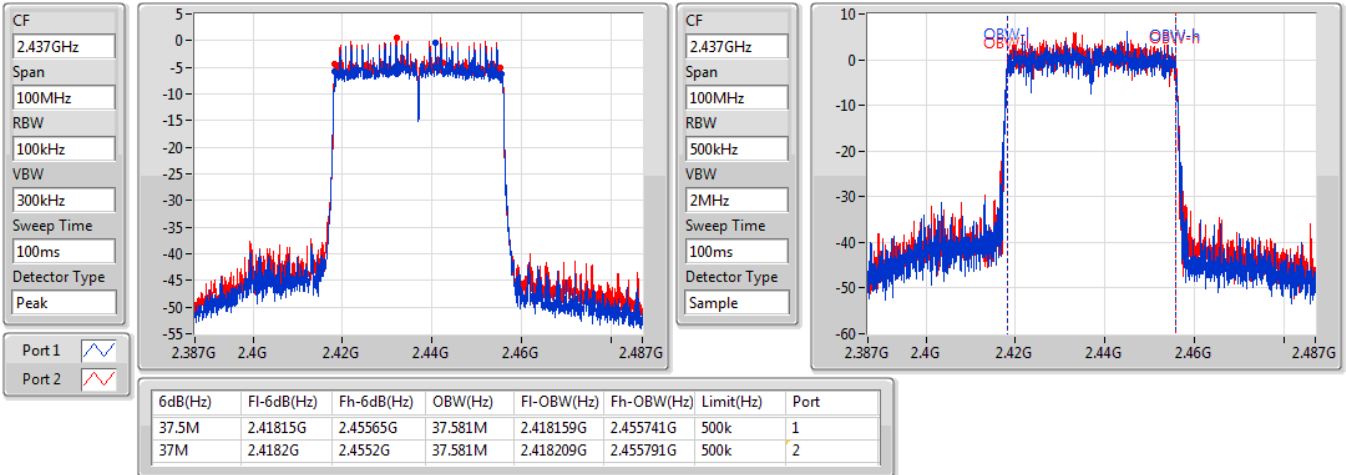 CF
2.437GHz
Span
100MHz
RBW
100kHz
VBW
300kHz
Sweep Time
100ms
Detector Type
Peak
Port 1
Port 2
5
0
-5
-10
-15
-20
-25
-30
-35
-40
-45
-50
-55
2.387G 2.4G 2.42G 2.44G 2.46G 2.487G
CF
2.437GHz
Span
100MHz
RBW
500kHz
VBW
2MHz
Sweep Time
100ms
Detector Type
Sample
10
0
-10
-20
-30
-40
-50
-60
OBW-l
OBW
OBW-h
2.387G 2.4G 2.42G 2.44G 2.46G 2.487G
6dB(Hz) Fl-6dB(Hz) Fh-6dB(Hz) OBW(Hz) Fl-OBW(Hz) Fh-OBW(Hz) Limit(Hz) Port
37.5M 2.41815G 2.45565G 37.581M 2.418159G 2.455741G 500k 1
37M 2.4182G 2.4552G 37.581M 2.418209G 2.455791G 500k 2